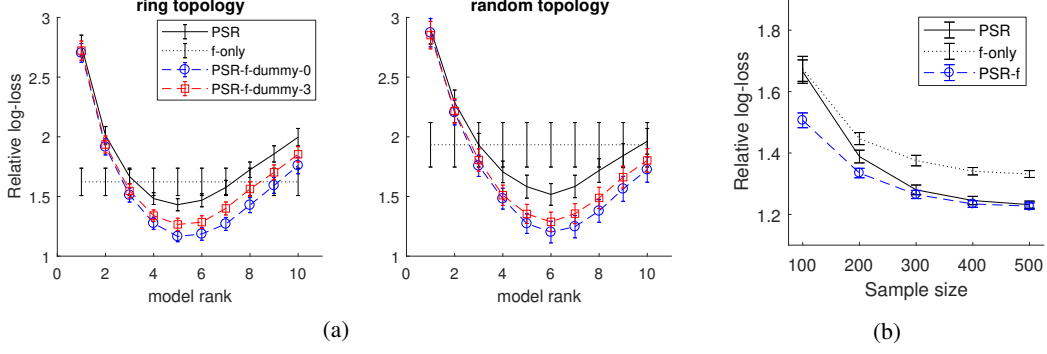 ring topology
3
2.5
2
1.5
1
Relative log-loss
0 2 4 6 8 10
model rank
PSR
f-only
PSR-f-dummy-0
PSR-f-dummy-3
random topology
3
2.5
2
1.5
1
0 2 4 6 8 10
model rank
(a)
1.8
1.6
1.4
1.2
Relative log-loss
100 200 300 400 500
Sample size
PSR
f-only
PSR-f
(b)